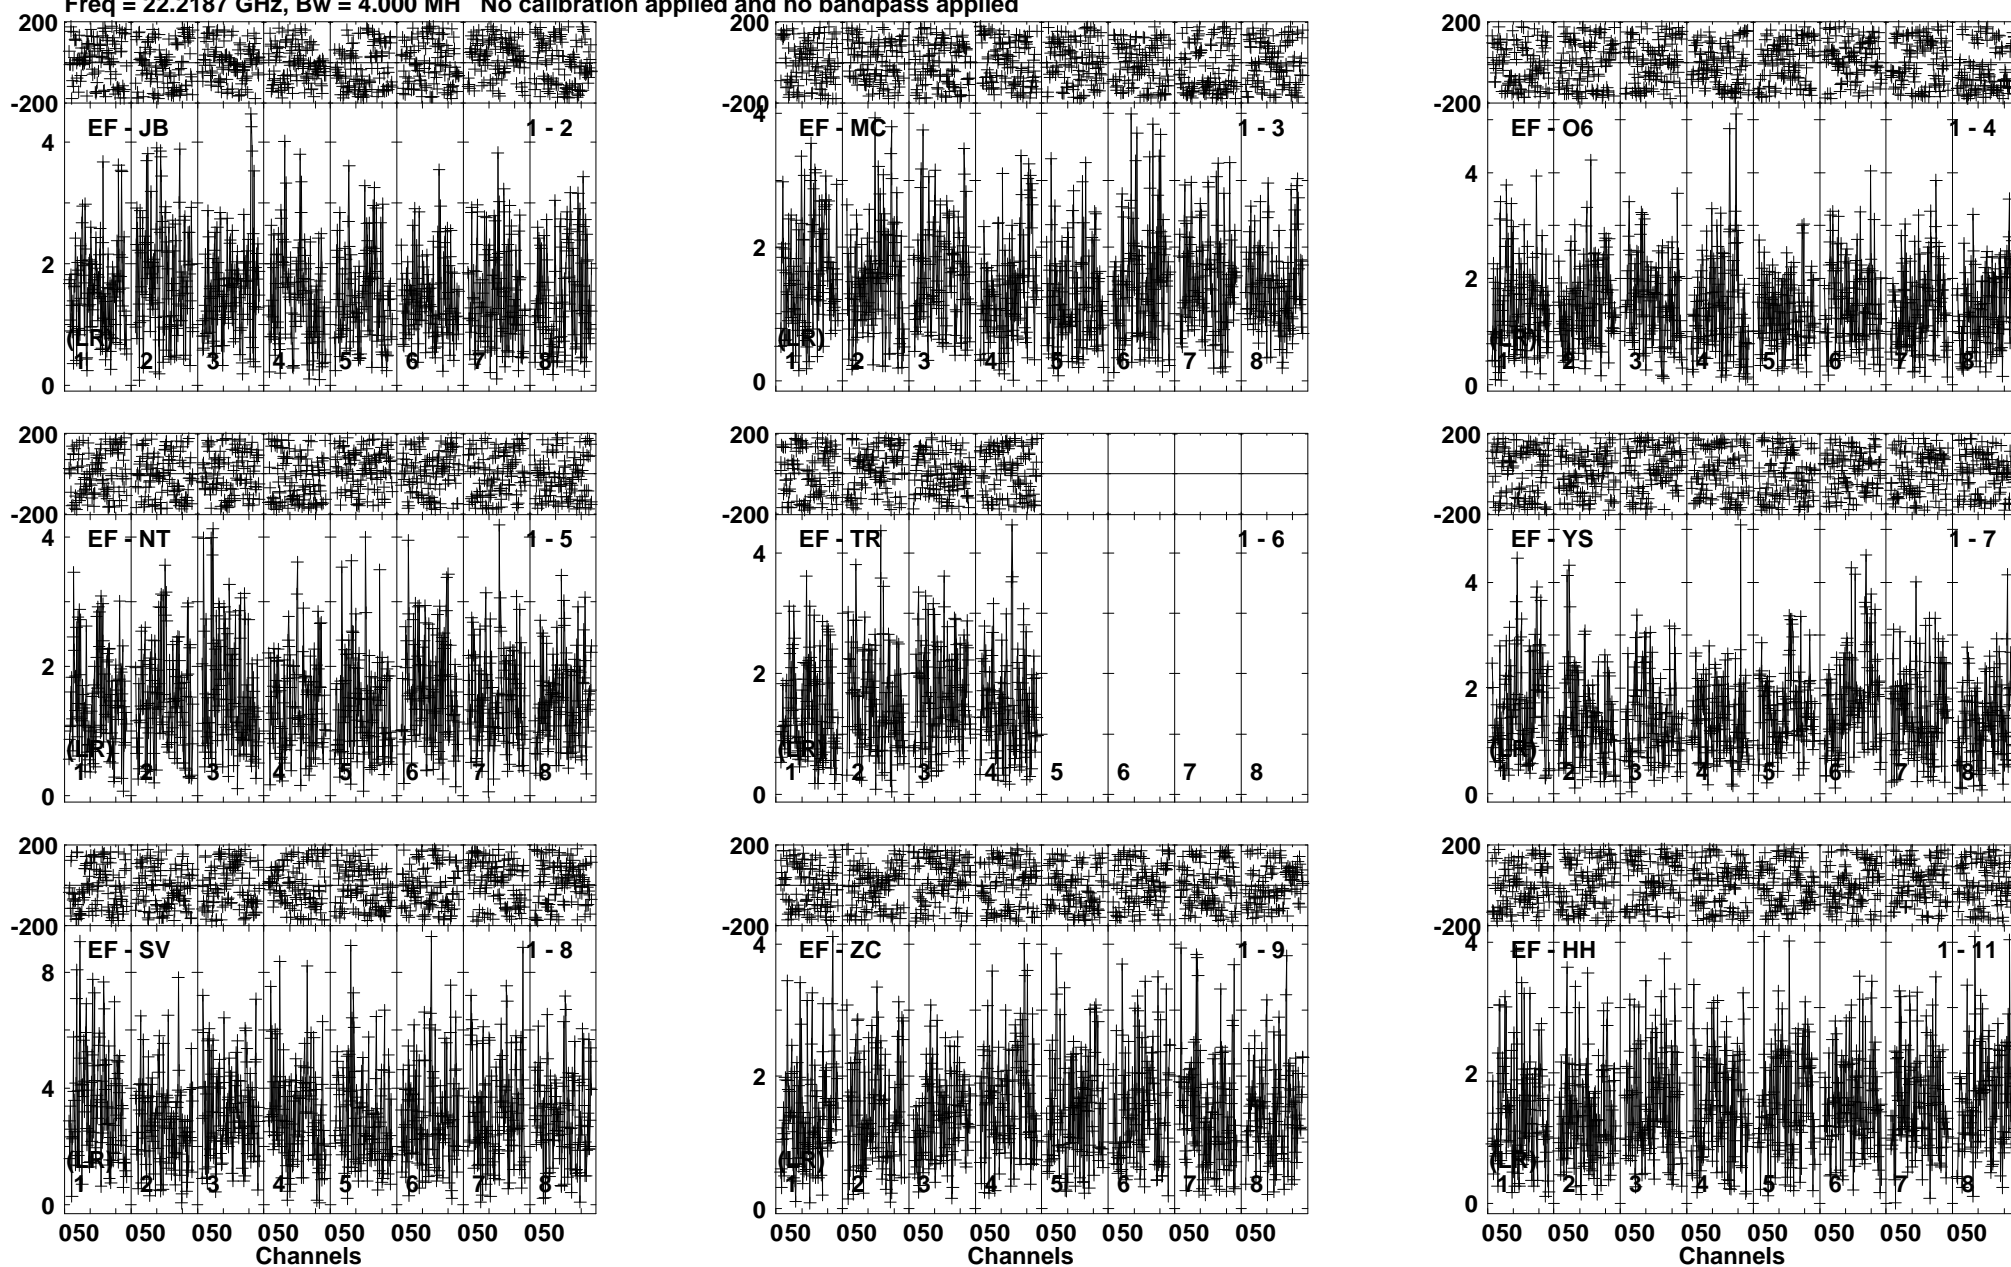 Freq = 22.2187 GHz, Bw = 4.000 MH No calibration applied and no bandpass applied
200 200 200
-200 -200 -200
EF - JB 1 - 2 EF - MC 1 - 3 EF - O6 1 - 4
4 4 4
2 2 2
(LR) (LR) (LR)
1 2 3 4 5 6 7 8 1 2 3 4 5 6 7 8 1 2 3 4 5 6 7 8
0 0 0
200 200 200
-200 -200 -200
EF - NT 1 - 5 EF - TR 1 - 6 EF - YS 1 - 7
4 4 4
2 2 2
(LR) (LR) (LR)
1 2 3 4 5 6 7 8 1 2 3 4 5 6 7 8 1 2 3 4 5 6 7 8
0 0 0
200 200 200
-200 -200 -200
EF - SV 1 - 8 EF - ZC 1 - 9 EF - HH 1 - 11
8 4 4
4 2 2
(LR) (LR) (LR)
1 2 3 4 5 6 7 8 1 2 3 4 5 6 7 8 1 2 3 4 5 6 7 8
0 0 0
050 050 050 050 050 050 050 050 050 050 050 050 050 050 050 050 050 050 050 050 050 050 050 050
Channels Channels Channels